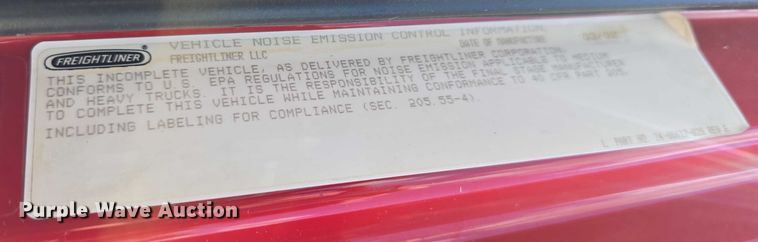 VEHICLE NOISE EMISSION CONTROL INFORMATION
FREIGHTLINER
FREIGHTLINER LLC
DATE OF MANUFACTURE
THIS INCOMPLETE VEHICLE, AS DELIVERED BY FREIGHTLINER CORPORATION,
CONFORMS TO U.S. EPA REGULATIONS FOR NOISE EMISSION APPLICABLE TO MEDIUM
AND HEAVY TRUCKS. IT IS THE RESPONSIBILITY OF THE FINAL STAGE MANUFACTURER
TO COMPLETE THIS VEHICLE WHILE MAINTAINING CONFORMANCE TO 40 CFR PART 205.
INCLUDING LABELING FOR COMPLIANCE (SEC. 205.55-4).
PART NO.
Purple Wave Auction